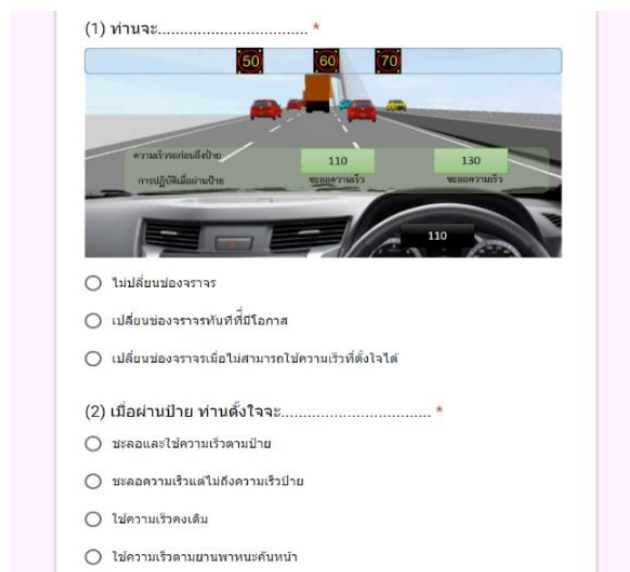 (1) ท่านจะ................................. *
50 60 70
ความเร็วรถก่อนถึงป้าย 110 130
การปฏิบัติเมื่อผ่านป้าย ชะลอความเร็ว ชะลอความเร็ว
110
ไม่ปลี่ยนช่องจราจร
เปลี่ยนช่องจราจรทันทีที่มีโอกาส
เปลี่ยนช่องจราจรเมื่อไม่สามารถใช้ความเร็วที่ตั้งใจได้
(2) เมื่อผ่านป้าย ท่านตั้งใจจะ.................................. *
ชะลอและใช้ความเร็วตามป้าย
ชะลอความเร็วแต่ไม่ถึงความเร็วป้าย
ใช้ความเร็วคงเดิม
ใช้ความเร็วตามยานพาหนะคันหน้า